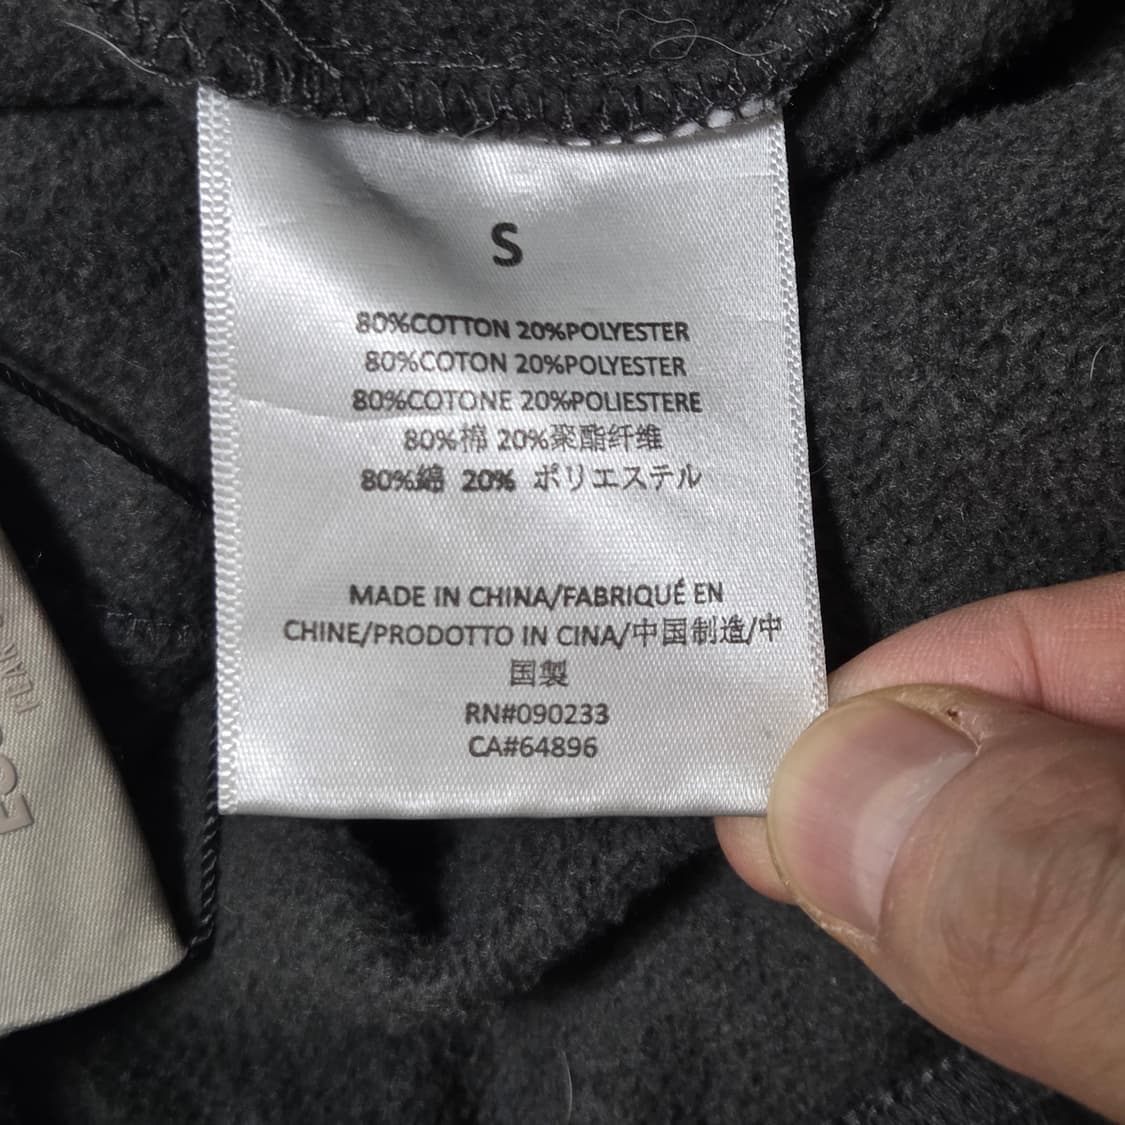 S
80%COTTON 20%POLYESTER
80%COTON 20%POLYESTER
80%COTONE 20%POLIESTERE
80%棉 20%聚酯纤维
80%綿 20% ポリエステル
MADE IN CHINA/FABRIQUÉ EN
CHINE/PRODOTTO IN CINA/中国制造/中
国製
RN#090233
CA#64896